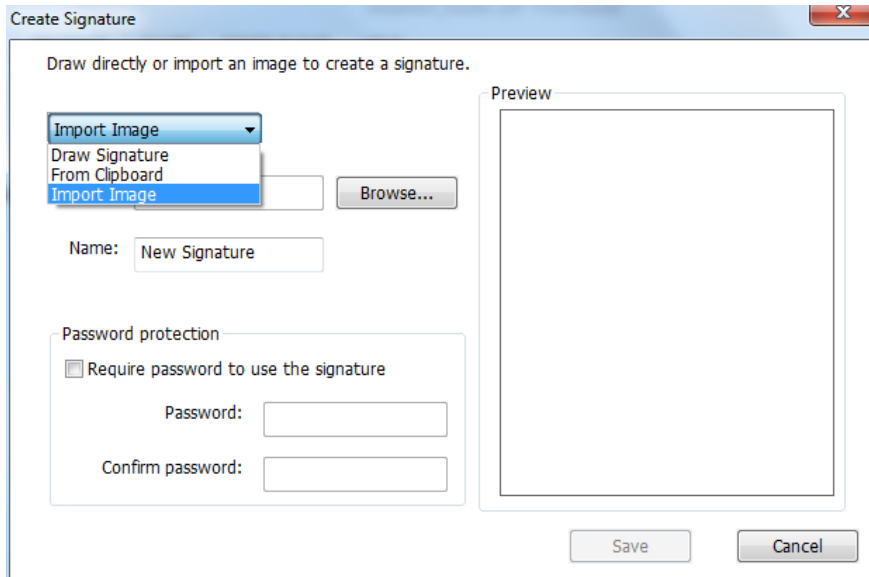 Create Signature
Draw directly or import an image to create a signature.
Preview
Import Image
Draw Signature
From Clipboard
Import Image
Browse...
Name: New Signature
Password protection
Require password to use the signature
Password:
Confirm password:
Save Cancel